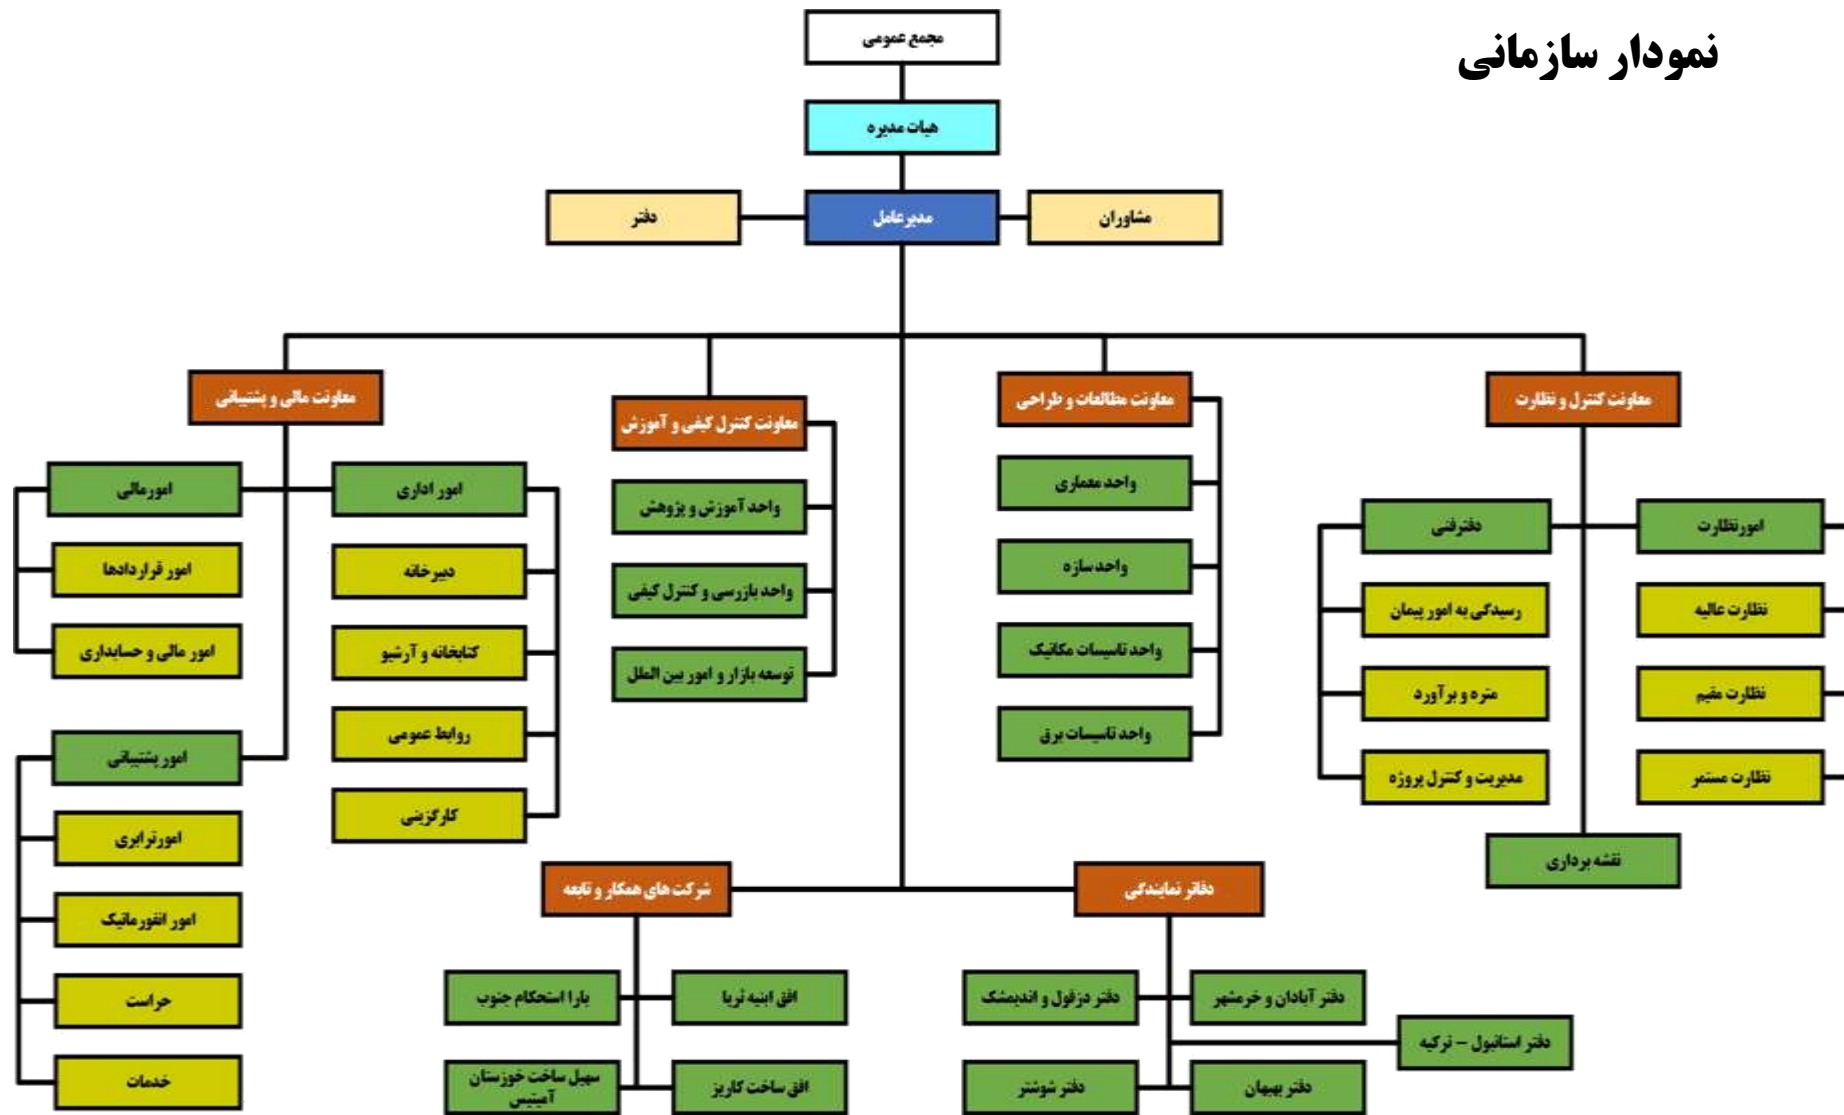 نمودار سازمانی
مجمع عمومی
هیات مدیره
مشاوران
مدیرعامل
دفتر
معاونت کنترل و نظارت
امورنظارت
نظارت عالیه
نظارت مقیم
نظارت مستمر
دفترفنی
رسیدگی به امور پیمان
متره و برآورد
مدیریت و کنترل پروژه
نقشه برداری
معاونت مطالعات و طراحی
واحد معماری
واحد سازه
واحد تاسیسات مکانیک
واحد تاسیسات برق
معاونت کنترل کیفی و آموزش
واحد آموزش و پژوهش
واحد بازرسی و کنترل کیفی
توسعه بازار و امور بین الملل
معاونت مالی و پشتیبانی
امور اداری
دبیرخانه
کتابخانه و آرشیو
روابط عمومی
کارگزینی
امورمالی
امور قراردادها
امور مالی و حسابداری
امور پشتیبانی
امورترابری
امور انفورماتیک
حراست
خدمات
دفاتر نمایندگی
دفتر آبادان و خرمشهر
دفتر دزفول و اندیمشک
دفتر استانبول – ترکیه
دفتر بهبهان
دفتر شوشتر
شرکت های همکار و تابعه
افق ابنیه ثریا
یارا استحکام جنوب
افق ساخت کاریز
سهیل ساخت خوزستان
آمیتیس